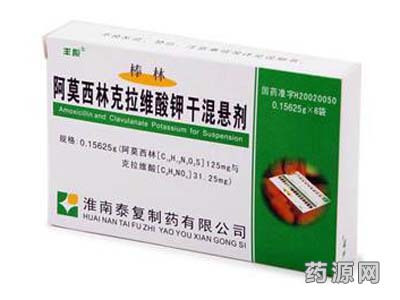 棒林
阿莫西林克拉维酸钾干混悬剂
Amoxicillin and Clavulanate Potassium for Suspension
国药准字H20020050
0.15625g×6袋
规格:0.15625g(阿莫西林[C₁₆H₁₉N₃O₅S]125mg与
克拉维酸[C₈H₉NO₅]31.25mg)
淮南泰复制药有限公司
HUAI NAN TAI FU ZHI YAO YOU XIAN GONG SI
药源网